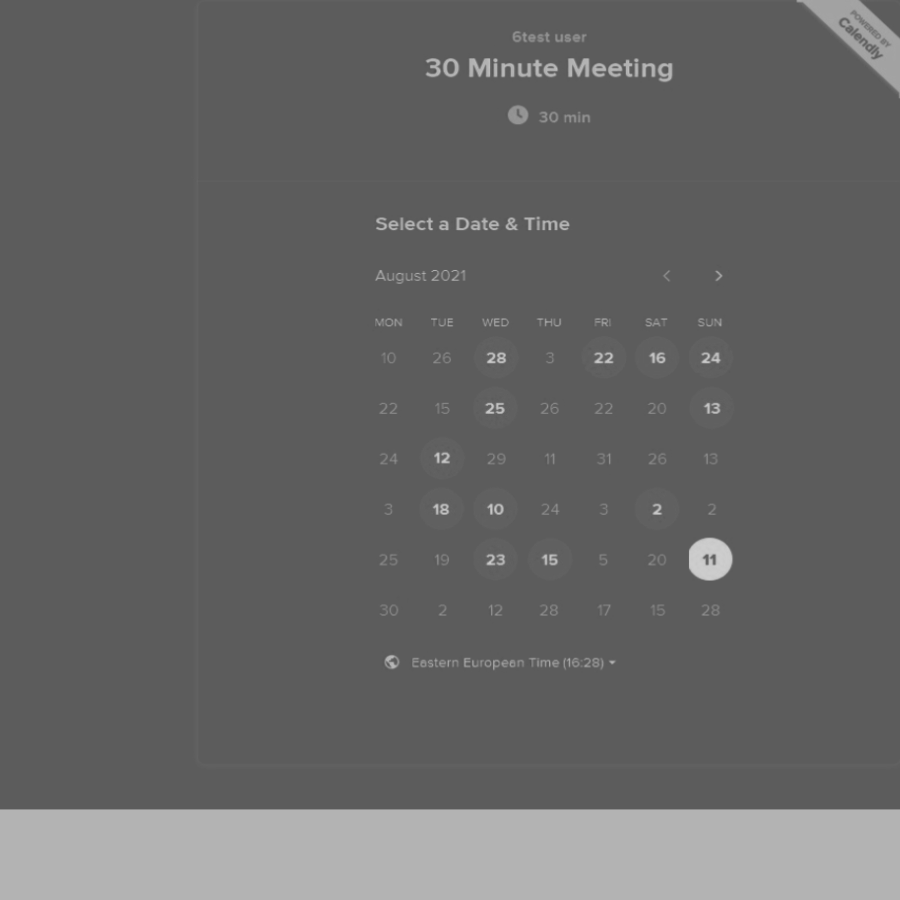 6test user
30 Minute Meeting
30 min
POWERED BY
Calendly
Select a Date & Time
August 2021
MON TUE WED THU FRI SAT SUN
10 26 28 3 22 16 24
22 15 25 26 22 20 13
24 12 29 11 31 26 13
3 18 10 24 3 2 2
25 19 23 15 5 20 11
30 2 12 28 17 15 28
Eastern European Time (16:28)